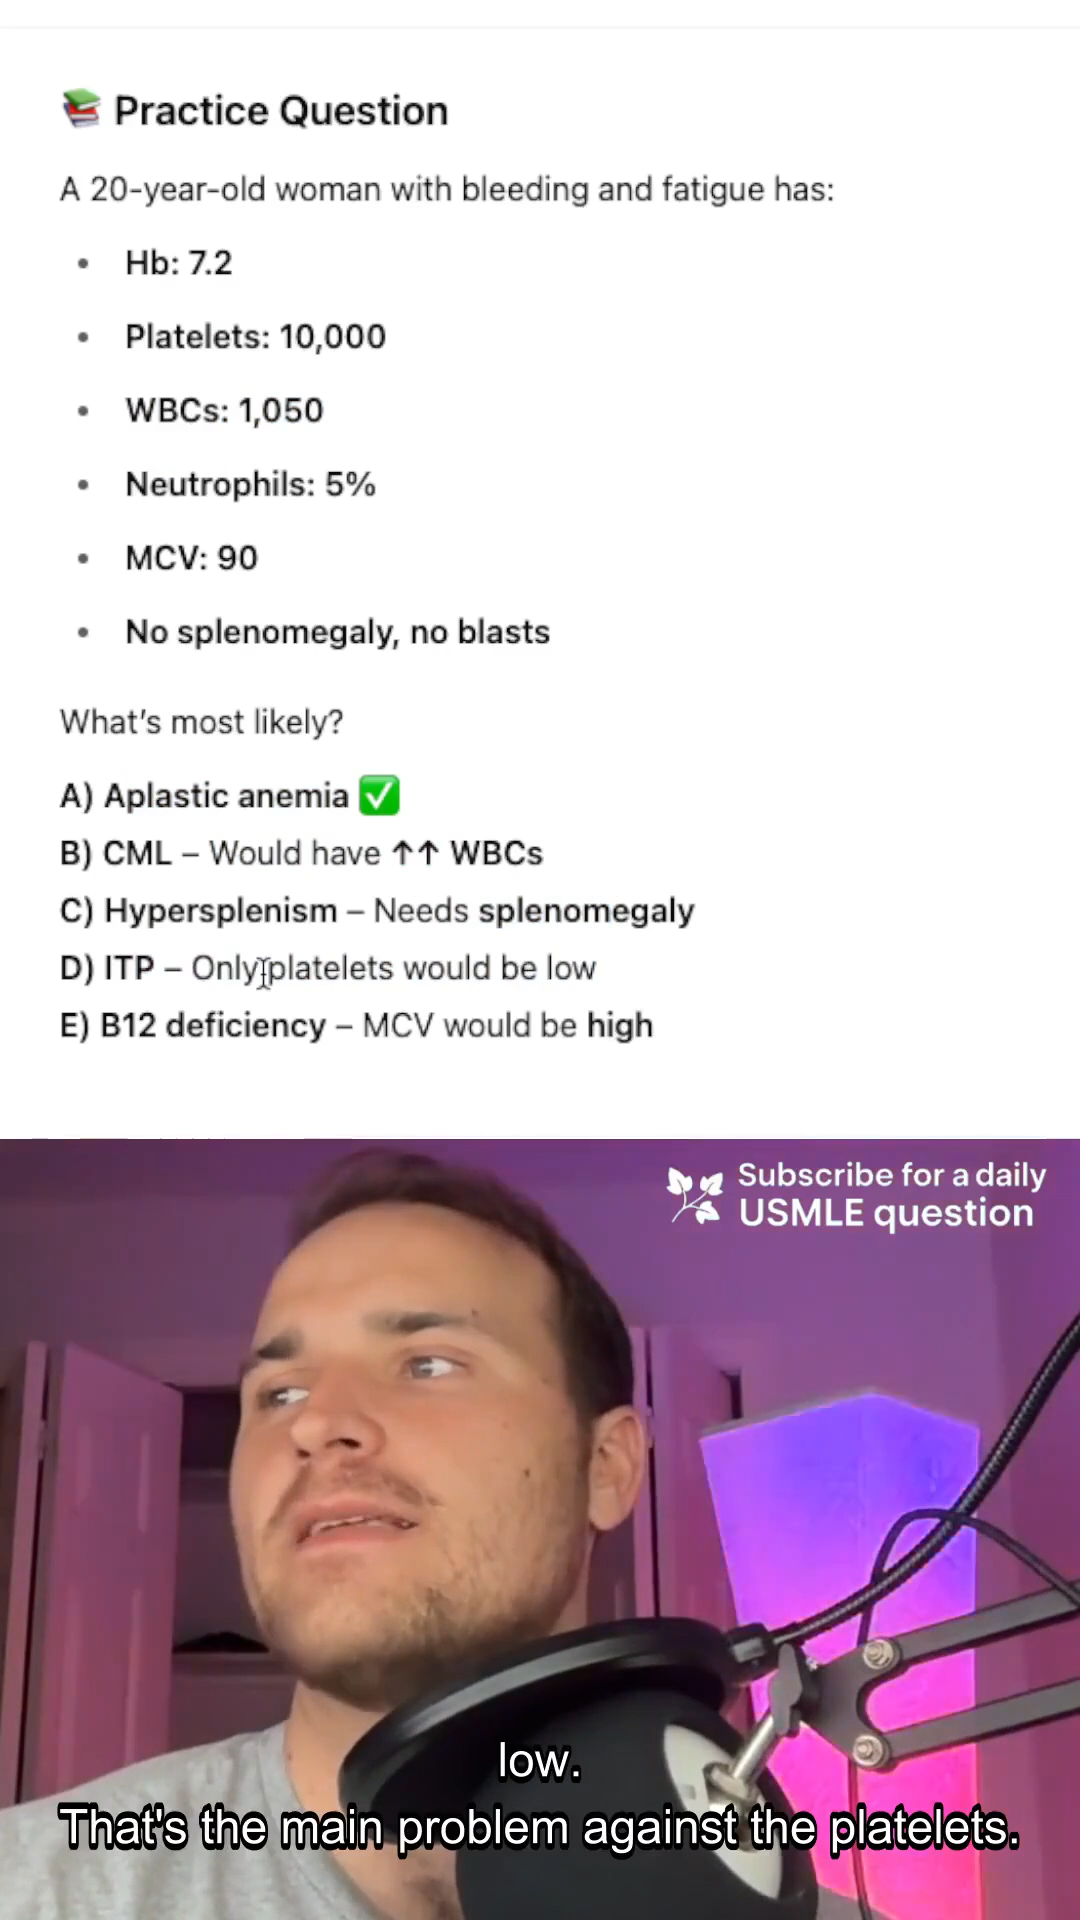 📚 Practice Question
A 20-year-old woman with bleeding and fatigue has:
• Hb: 7.2
• Platelets: 10,000
• WBCs: 1,050
• Neutrophils: 5%
• MCV: 90
• No splenomegaly, no blasts
What's most likely?
A) Aplastic anemia ✅
B) CML – Would have ↑↑ WBCs
C) Hypersplenism – Needs splenomegaly
D) ITP – Only platelets would be low
E) B12 deficiency – MCV would be high
Subscribe for a daily
USMLE question
low.
That's the main problem against the platelets.